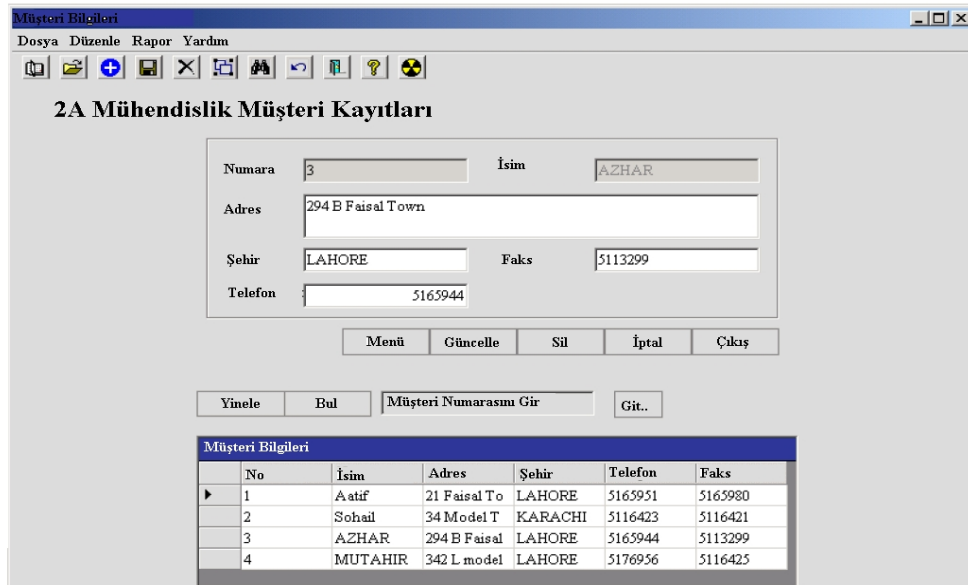 Müşteri Bilgileri
Dosya Düzenle Rapor Yardım
2A Mühendislik Müşteri Kayıtları
Numara 3 İsim AZHAR
Adres 294 B Faisal Town
Şehir LAHORE Faks 5113299
Telefon : 5165944
Menü Güncelle Sil İptal Çıkış
Yinele Bul Müşteri Numarasını Gir Git..
Müşteri Bilgileri
No İsim Adres Şehir Telefon Faks
1 Aatif 21 Faisal To LAHORE 5165951 5165980
2 Sohail 34 Model T KARACHI 5116423 5116421
3 AZHAR 294 B Faisal LAHORE 5165944 5113299
4 MUTAHIR 342 L model LAHORE 5176956 5116425